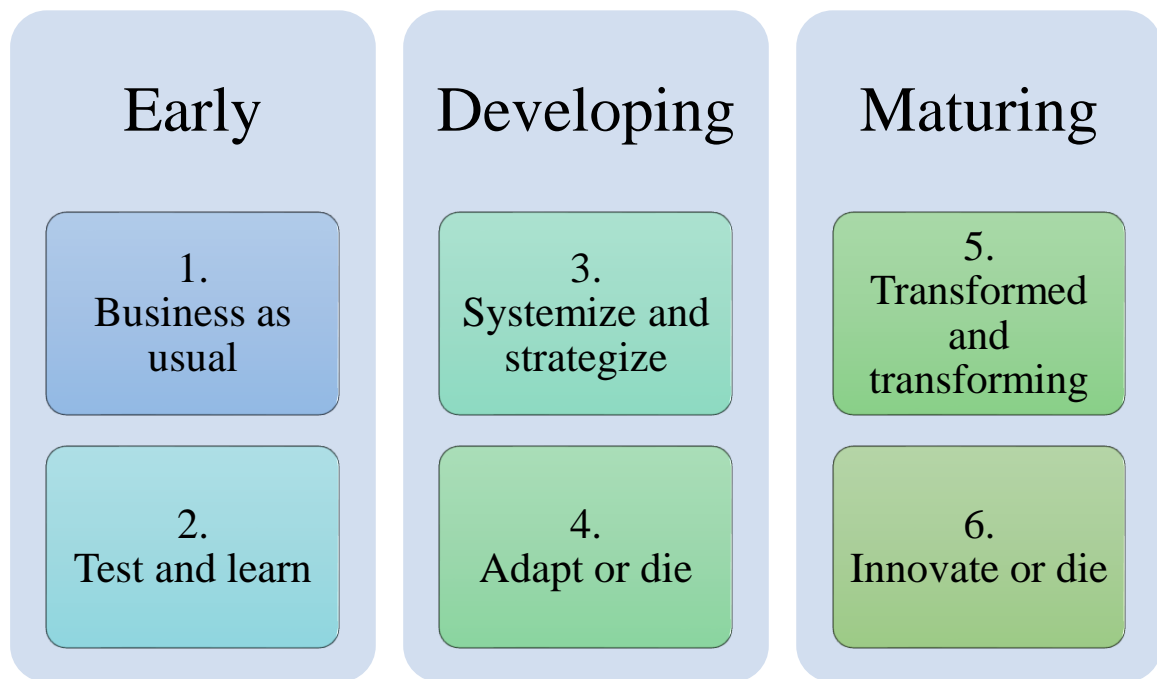 Early
1.
Business as
usual
2.
Test and learn
Developing
3.
Systemize and
strategize
4.
Adapt or die
Maturing
5.
Transformed
and
transforming
6.
Innovate or die